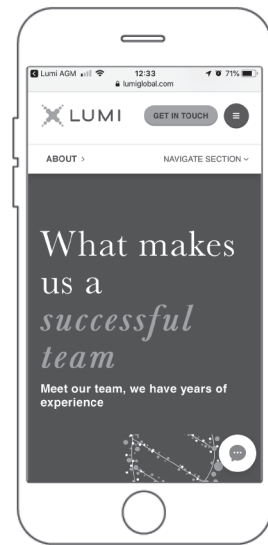 Lumi AGM 12:33 71%
lumiglobal.com
LUMI GET IN TOUCH
ABOUT > NAVIGATE SECTION
What makes
us a
successful
team
Meet our team, we have years of
experience